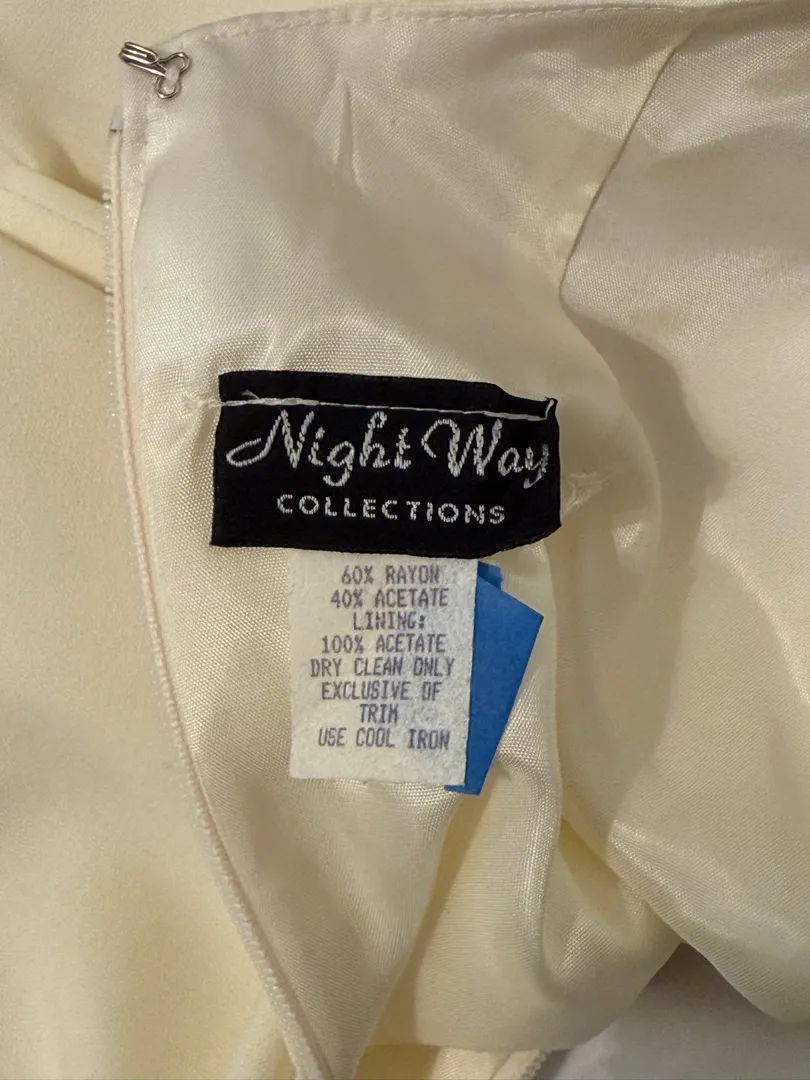 Night Way
COLLECTIONS
60% RAYON
40% ACETATE
LINING:
100% ACETATE
DRY CLEAN ONLY
EXCLUSIVE OF
TRIM
USE COOL IRON